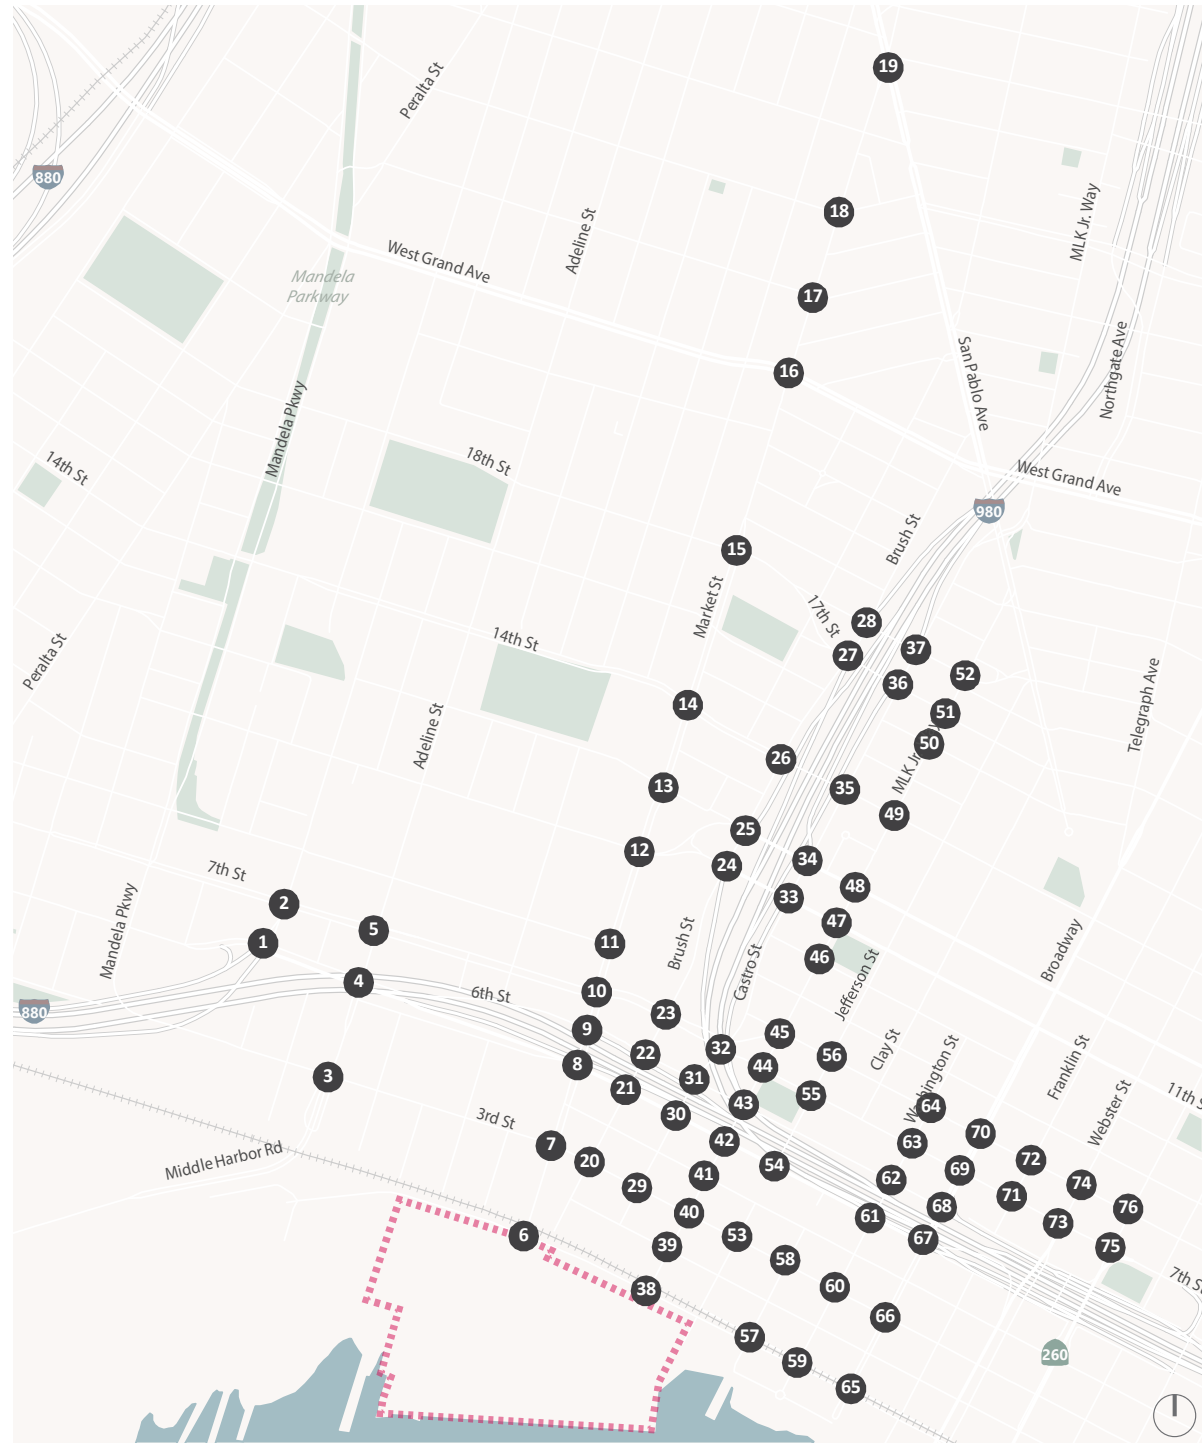 19
Peralta St
880
MLK Jr. Way
18
Adeline St
West Grand Ave
Mandela
Parkway
17
Northgate Ave
San Pablo Ave
16
Mandela Pkwy
18th St
14th St
West Grand Ave
980
Brush St
15
Market St
17th St
28
14th St
27
37
Peralta St
36
52
Telegraph Ave
14
51
Adeline St
50
26
MLK Jr.
13
35
49
25
12
34
24
7th St
48
33
2
47
Mandela Pkwy
5
1
11
Brush St
46
Broadway
Castro St
Jefferson St
4
10
6th St
880
23
9
45
32
Clay St
22
56
8
44
Franklin St
3
31
21
55
Washington St
11th St
43
64
30
Webster St
3rd St
70
7
42
63
Middle Harbor Rd
20
72
54
69
41
62
74
29
71
68
76
40
61
73
6
53
67
39
75
58
7th St
60
38
66
57
260
59
65